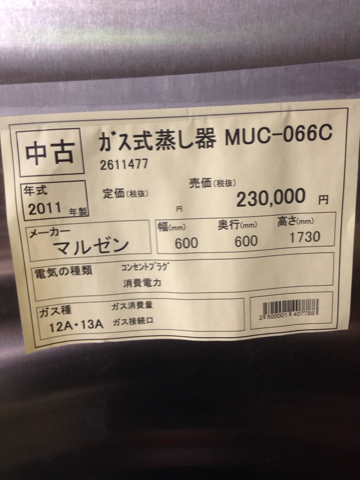 中古 ガス式蒸し器 MUC-066C
2611477
年式 定価(税抜) 売価(税抜)
2011 年製 円 230,000 円
メーカー 幅(mm) 奥行(mm) 高さ(mm)
マルゼン 600 600 1730
電気の種類 コンセントプラグ
消費電力
ガス種 ガス消費量
12A・13A ガス接続口
2500001407788